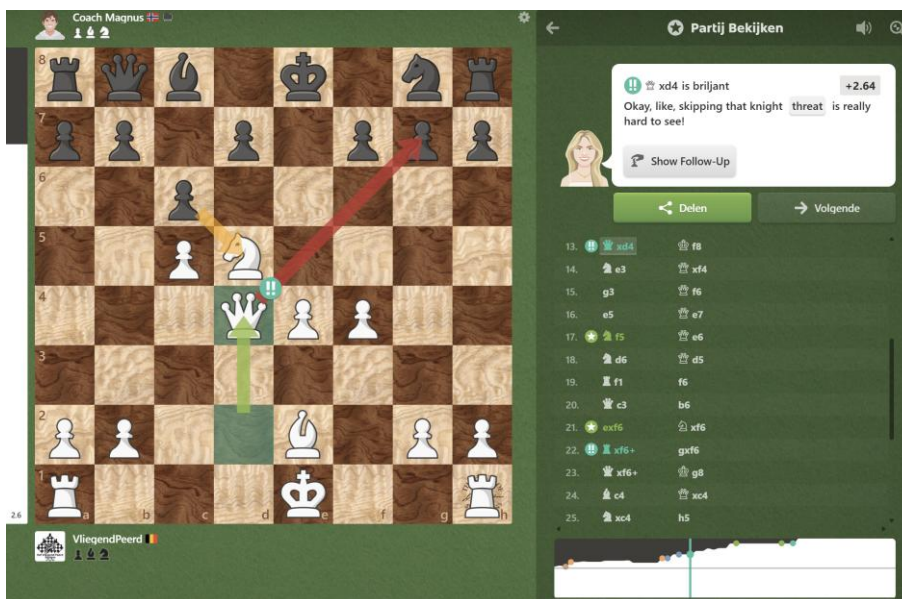 Coach Magnus
Partij Bekijken
xd4 is briljant +2.64
Okay, like, skipping that knight threat is really
hard to see!
Show Follow-Up
Delen Volgende
13. !! xd4 f8
14. e3 xf4
15. g3 f6
16. e5 e7
17. f5 e6
18. d6 d5
19. f1 f6
20. c3 b6
21. exf6 xf6
22. !! xf6+ gxf6
23. xf6+ g8
24. c4 xc4
25. xc4 h5
8
7
6
5
4
3
2
1
a b c d e f g h
!!
2.6
VliegendPeerd